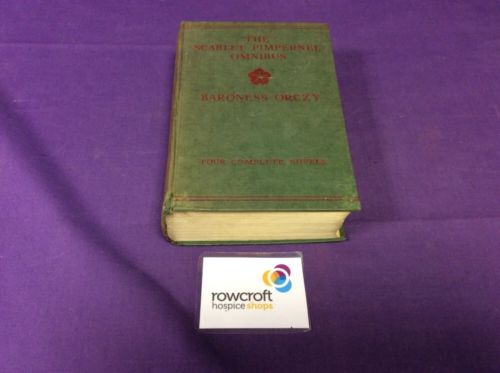 THE
SCARLET PIMPERNEL
OMNIBUS
BARONESS ORCZY
FOUR COMPLETE NOVELS
rowcroft
hospice shops